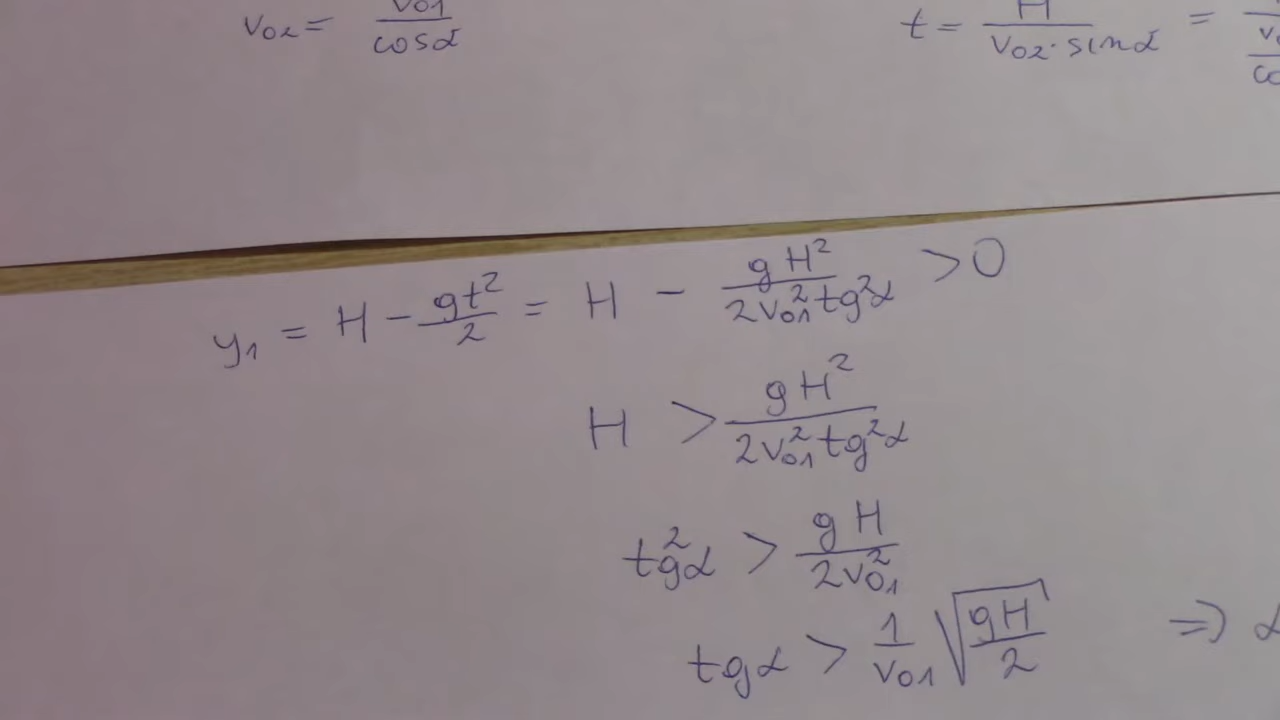 v₀₂ = v₀₁/cosα
t = H/(v₀₂·sinα) =
y₁ = H − gt²/2 = H − gH²/(2v₀₁²tg²α) > 0
H > gH²/(2v₀₁²tg²α)
tg²α > gH/(2v₀₁²)
tgα > 1/v₀₁ √(gH/2) ⇒ α